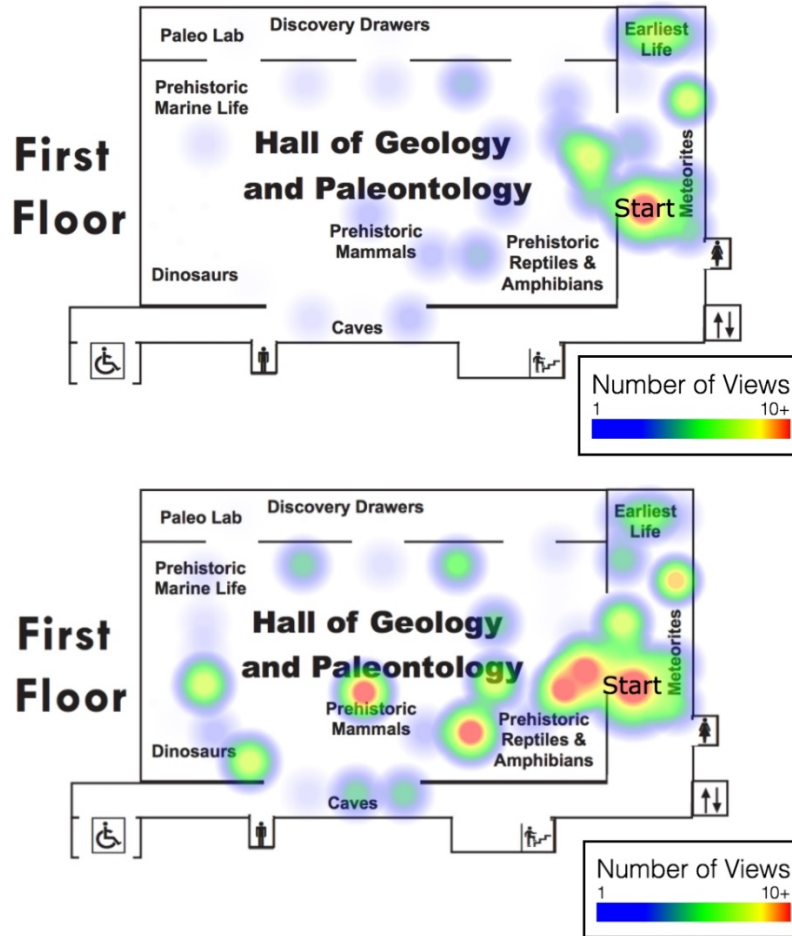 Paleo Lab
Discovery Drawers
Earliest
Life
Prehistoric
Marine Life
First
Floor
Hall of Geology
and Paleontology
Meteorites
Start
Prehistoric
Mammals
Prehistoric
Reptiles &
Amphibians
Dinosaurs
Caves
Number of Views
1 10+
Paleo Lab
Discovery Drawers
Earliest
Life
Prehistoric
Marine Life
First
Floor
Hall of Geology
and Paleontology
Meteorites
Start
Prehistoric
Mammals
Prehistoric
Reptiles &
Amphibians
Dinosaurs
Caves
Number of Views
1 10+